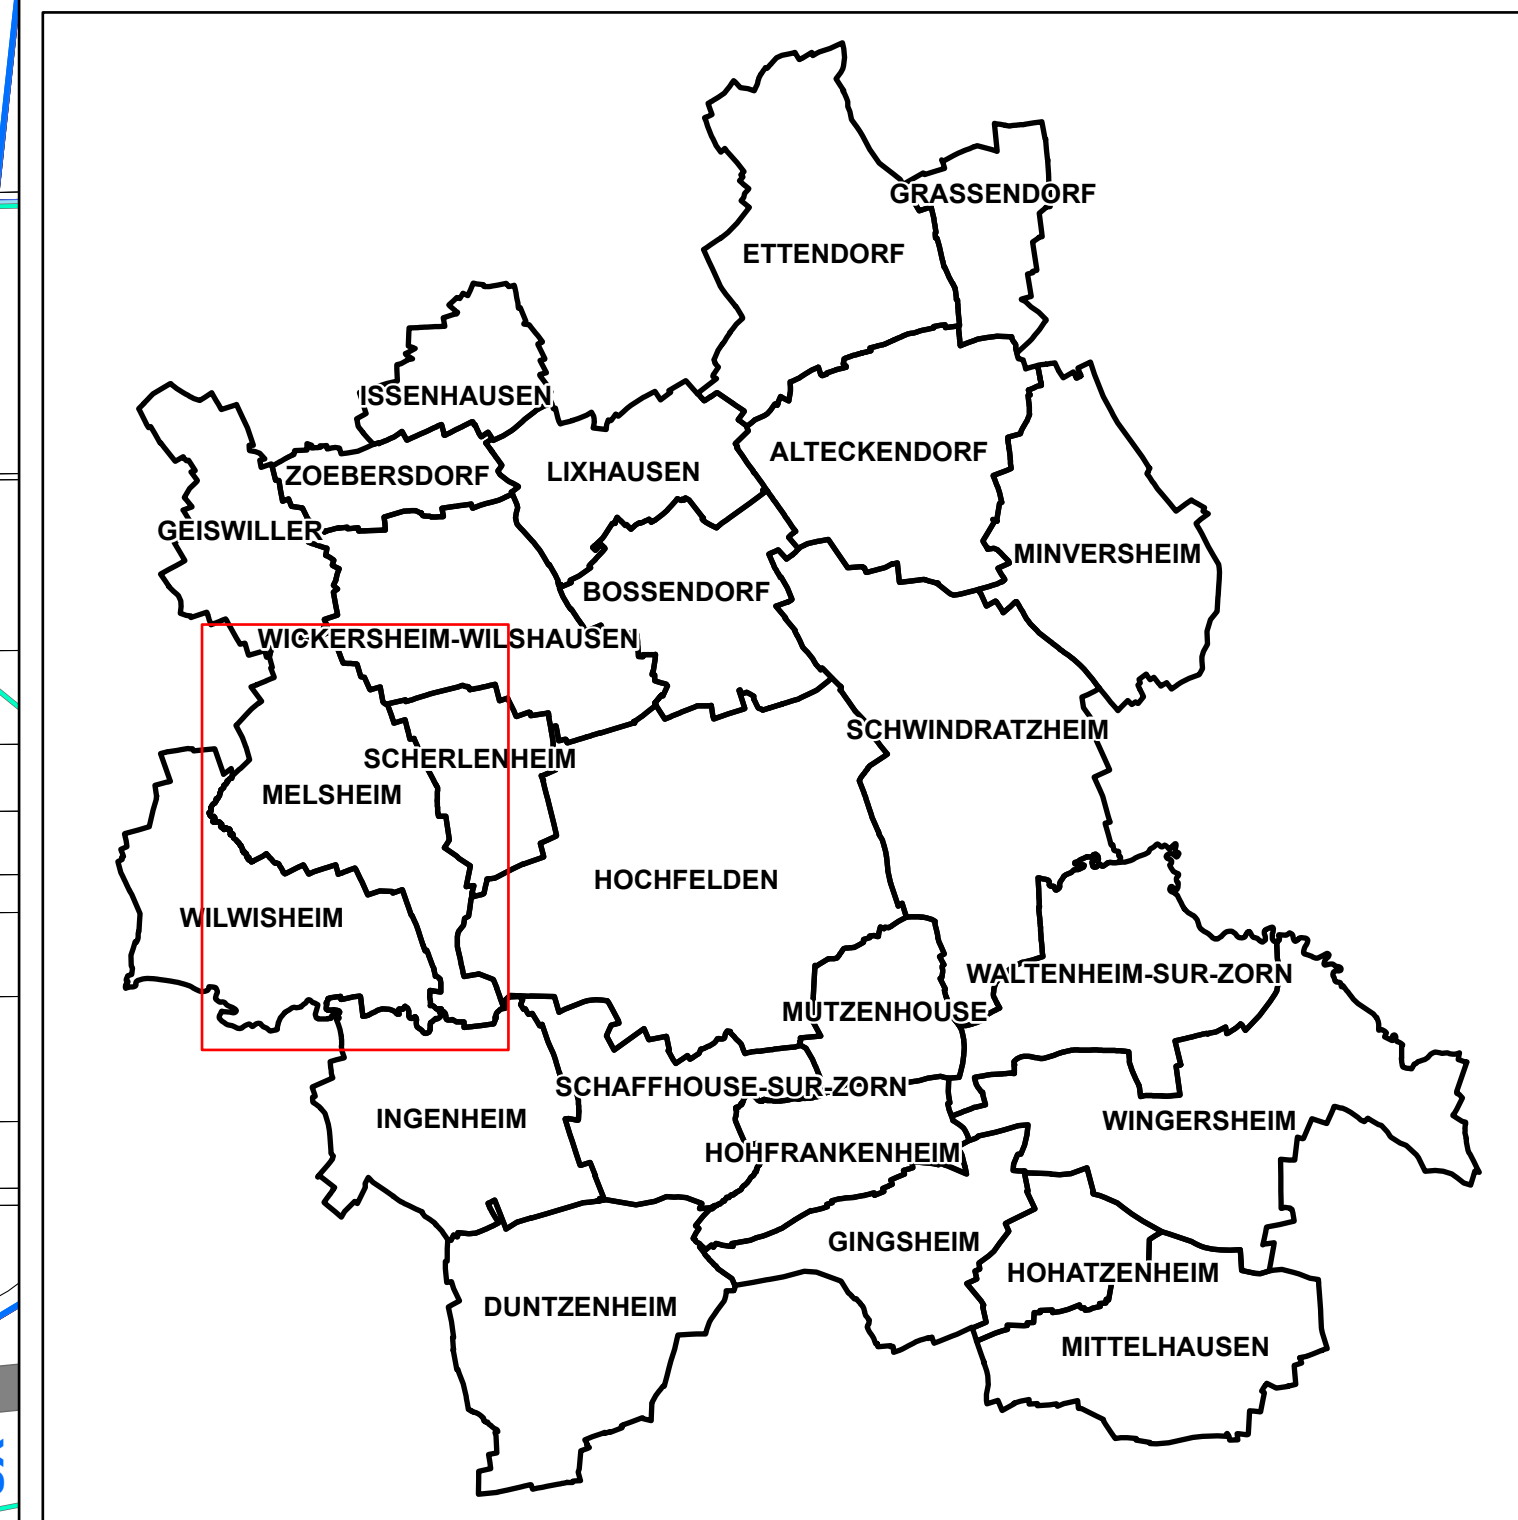 GRASSENDORF
ETTENDORF
ISSENHAUSEN
ALTECKENDORF
LIXHAUSEN
ZOEBERSDORF
GEISWILLER
MINVERSHEIM
BOSSENDORF
WICKERSHEIM-WILSHAUSEN
SCHWINDRATZHEIM
SCHERLENHEIM
MELSHEIM
HOCHFELDEN
WILWISHEIM
WALTENHEIM-SUR-ZORN
MUTZENHOUSE
SCHAFFHOUSE-SUR-ZORN
INGENHEIM
WINGERSHEIM
HOHFRANKENHEIM
GINGSHEIM
HOHATZENHEIM
DUNTZENHEIM
MITTELHAUSEN